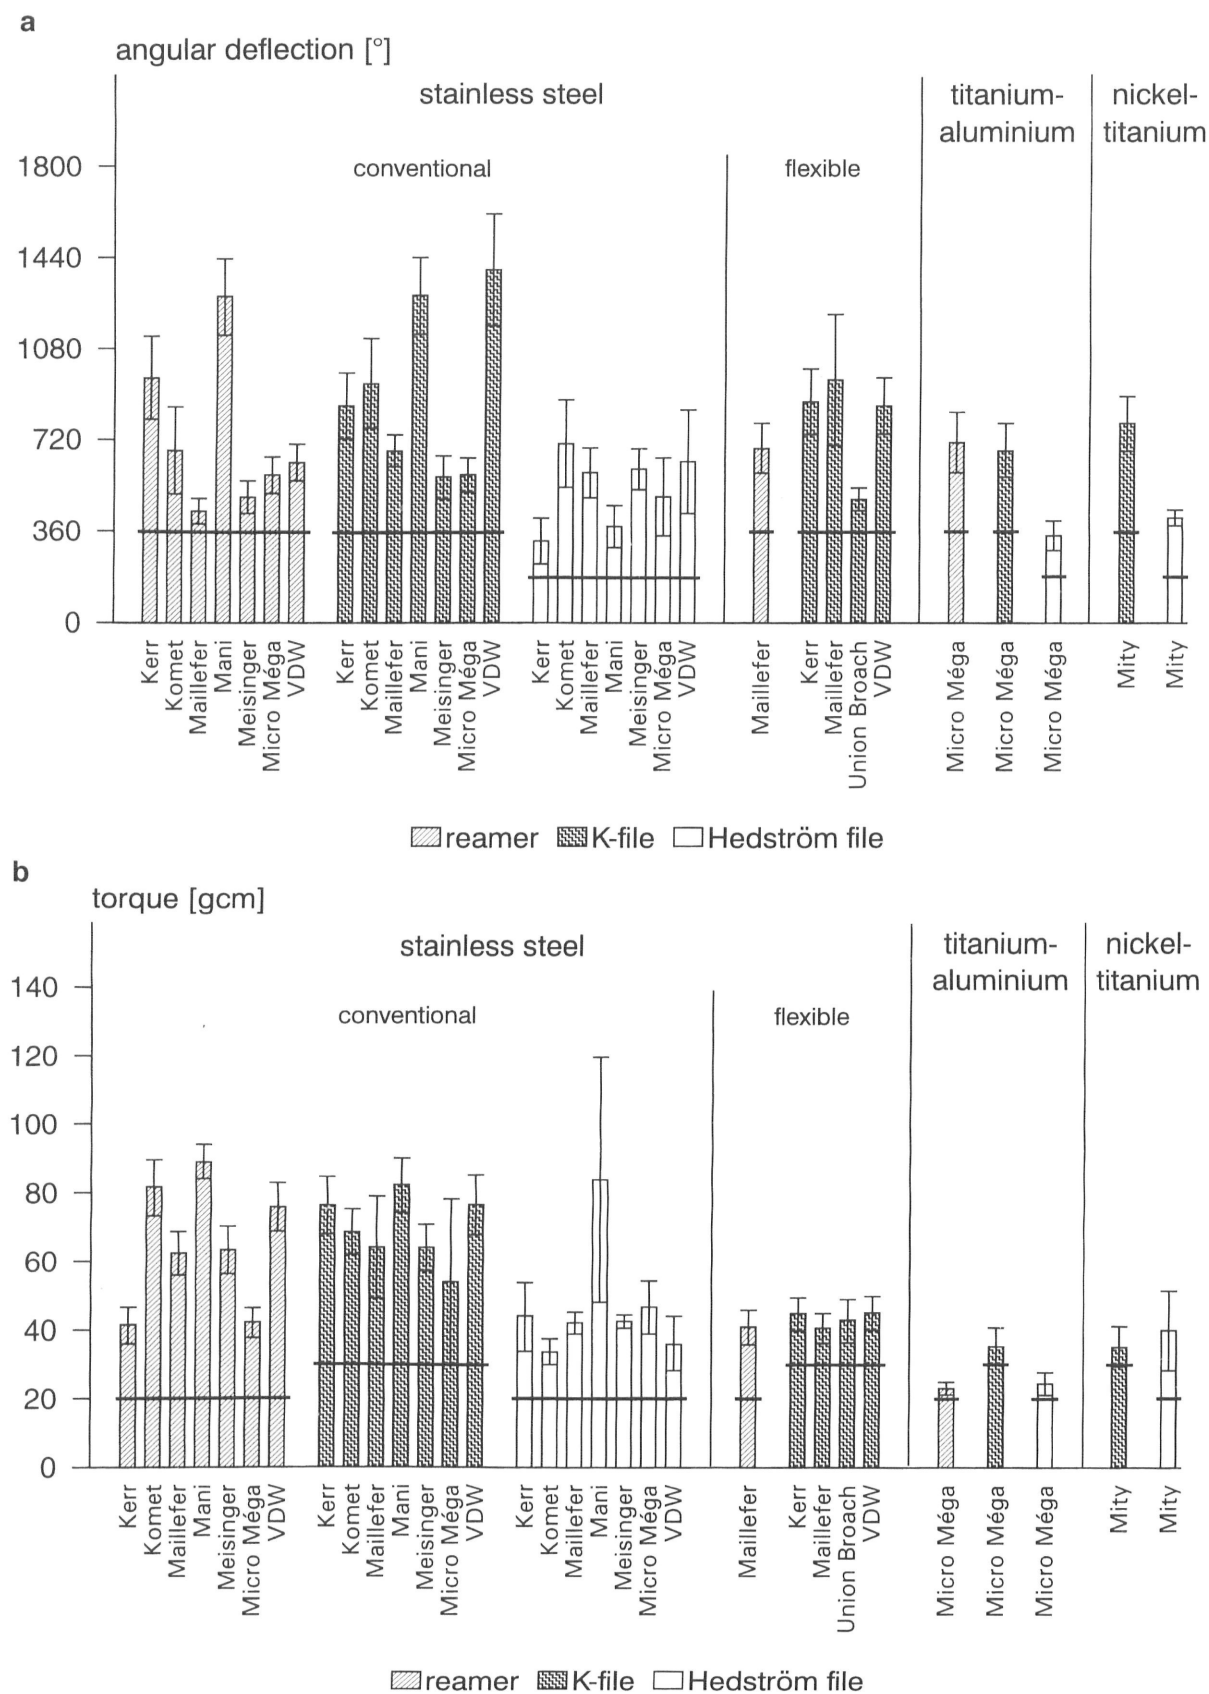 a
angular deflection [°]
stainless steel
titanium-
aluminium
nickel-
titanium
conventional
flexible
1800
1440
1080
720
360
0
Kerr
Komet
Maillefer
Mani
Meisinger
Micro Méga
VDW
Kerr
Komet
Maillefer
Mani
Meisinger
Micro Méga
VDW
Kerr
Komet
Maillefer
Mani
Meisinger
Micro Méga
VDW
Maillefer
Kerr
Maillefer
Union Broach
VDW
Micro Méga
Micro Méga
Micro Méga
Mity
Mity
reamer K-file Hedström file
b
torque [gcm]
stainless steel
titanium-
aluminium
nickel-
titanium
conventional
flexible
140
120
100
80
60
40
20
0
Kerr
Komet
Maillefer
Mani
Meisinger
Micro Méga
VDW
Kerr
Komet
Maillefer
Mani
Meisinger
Micro Méga
VDW
Kerr
Komet
Maillefer
Mani
Meisinger
Micro Méga
VDW
Maillefer
Kerr
Maillefer
Union Broach
VDW
Micro Méga
Micro Méga
Micro Méga
Mity
Mity
reamer K-file Hedström file